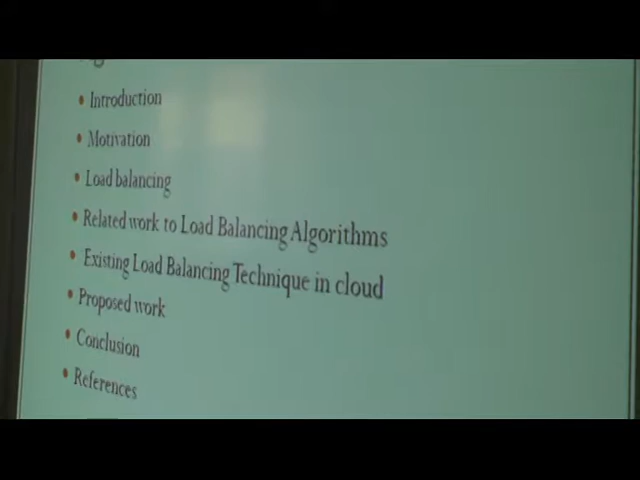 • Introduction
• Motivation
• Load balancing
• Related work to Load Balancing Algorithms
• Existing Load Balancing Technique in cloud
• Proposed work
• Conclusion
• References